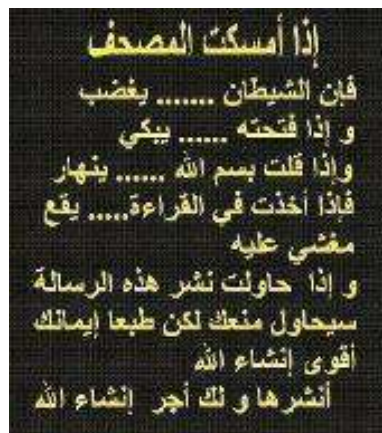 إذا أمسكت المصحف
فإن الشيطان ....... يغضب
و إذا فتحته ...... يبكي
وإذا قلت بسم الله ...... ينهار
فإذا أخذت في القراءة..... يقع
مغشي عليه
و إذا حاولت نشر هذه الرسالة
سيحاول منعك لكن طبعا إيمانك
أقوى إنشاء الله
أنشرها و لك أجر إنشاء الله